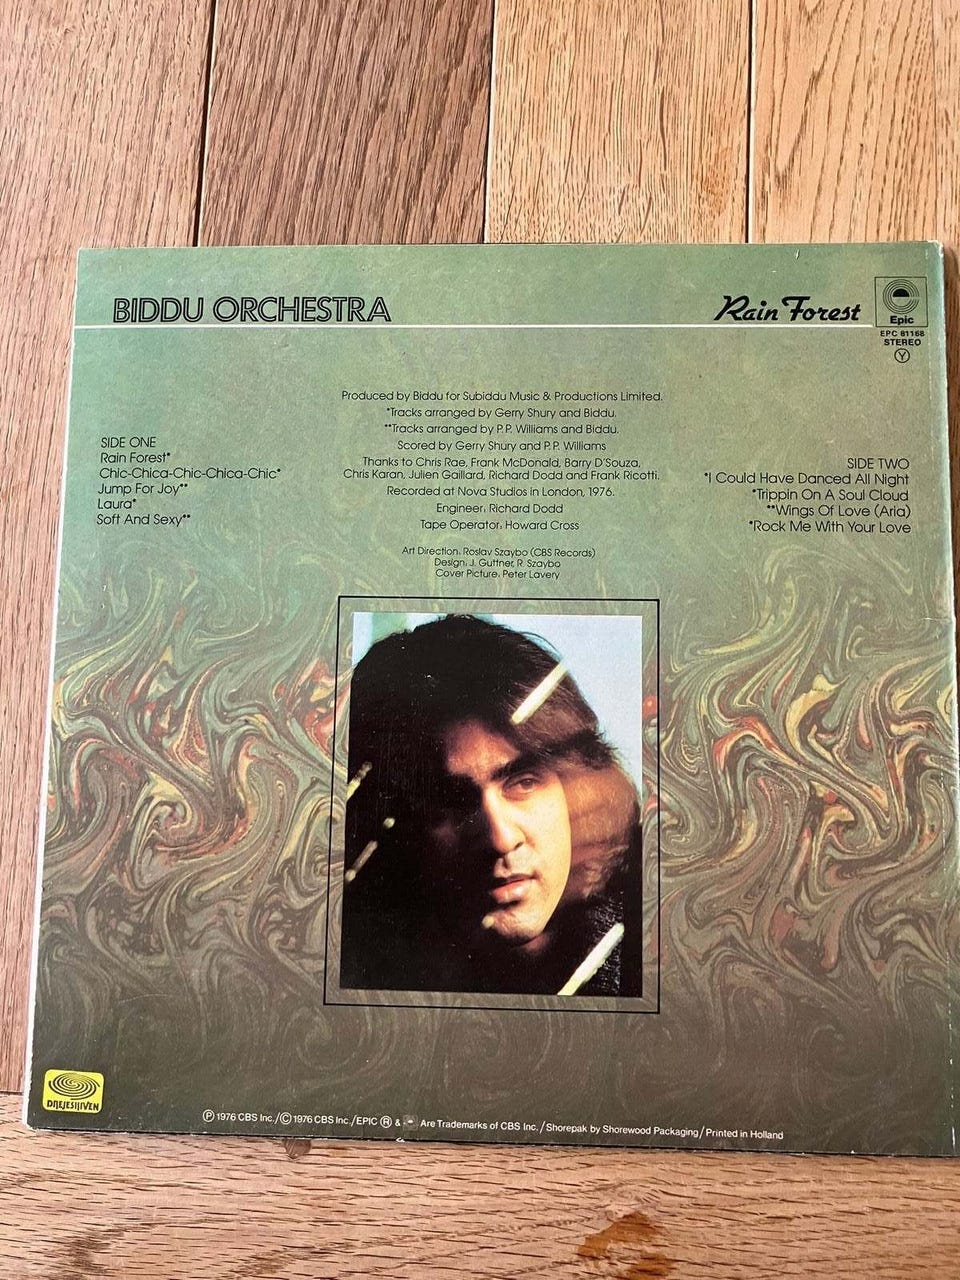 BIDDU ORCHESTRA
Rain Forest
Epic
EPC 81168
STEREO
Y
Produced by Biddu for Subiddu Music & Productions Limited.
*Tracks arranged by Gerry Shury and Biddu.
**Tracks arranged by P.P. Williams and Biddu.
Scored by Gerry Shury and P.P. Williams
Thanks to Chris Rae, Frank McDonald, Barry D'Souza,
Chris Karan, Julien Gaillard, Richard Dodd and Frank Ricotti.
Recorded at Nova Studios in London, 1976.
Engineer, Richard Dodd
Tape Operator, Howard Cross
Art Direction, Roslav Szaybo (CBS Records)
Design, J. Guttner, R. Szaybo
Cover Picture, Peter Lavery
SIDE ONE
Rain Forest*
Chic-Chica-Chic-Chica-Chic*
Jump For Joy**
Laura*
Soft And Sexy**
SIDE TWO
*I Could Have Danced All Night
*Trippin On A Soul Cloud
**Wings Of Love (Aria)
*Rock Me With Your Love
Ⓟ 1976 CBS Inc./© 1976 CBS Inc./EPIC ® & Are Trademarks of CBS Inc./Shorepak by Shorewood Packaging/Printed in Holland